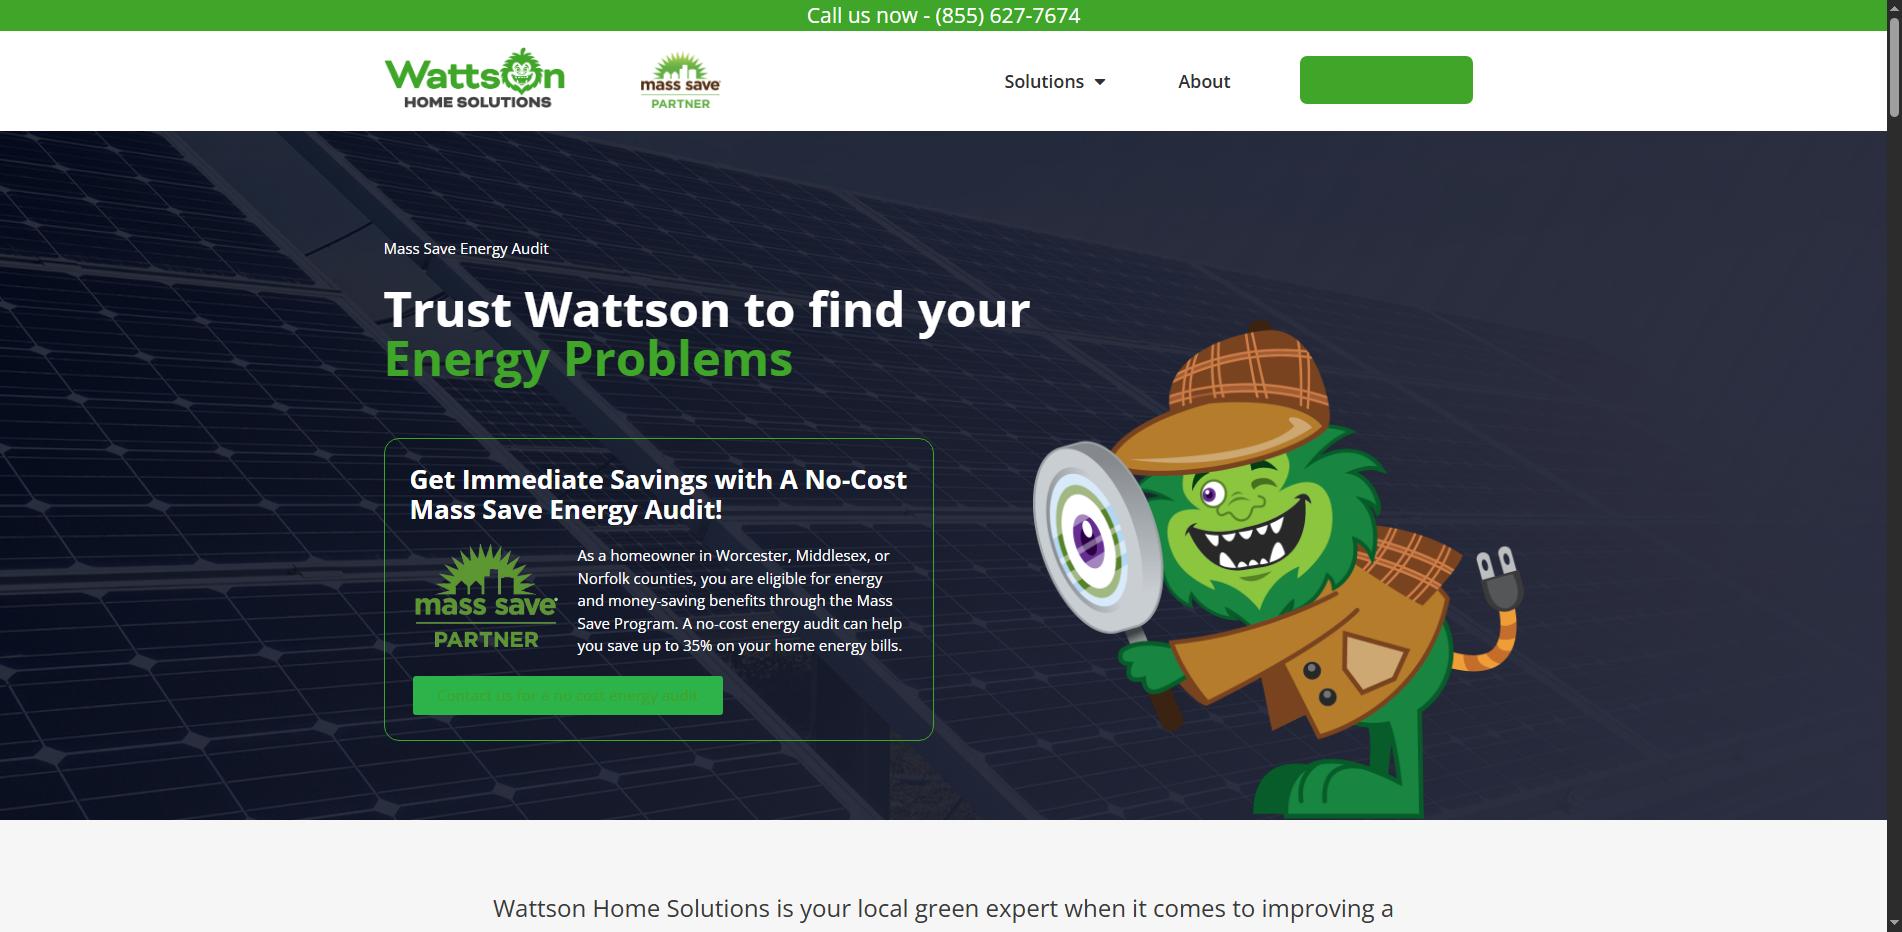 Call us now - (855) 627-7674
Wattson
HOME SOLUTIONS
mass save
PARTNER
Solutions
About
Mass Save Energy Audit
Trust Wattson to find your
Energy Problems
Get Immediate Savings with A No-Cost
Mass Save Energy Audit!
mass save
PARTNER
As a homeowner in Worcester, Middlesex, or
Norfolk counties, you are eligible for energy
and money-saving benefits through the Mass
Save Program. A no-cost energy audit can help
you save up to 35% on your home energy bills.
Contact us for a no cost energy audit
Wattson Home Solutions is your local green expert when it comes to improving a